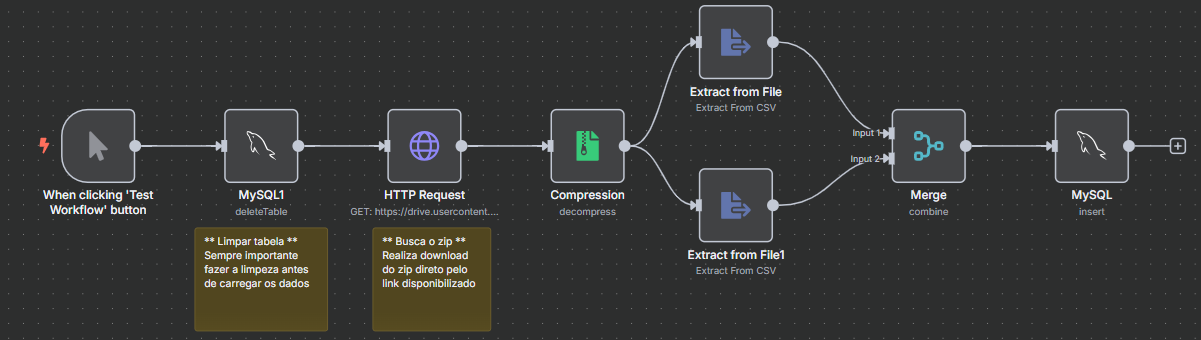 Extract from File
Extract From CSV
Input 1
Input 2
When clicking 'Test
Workflow' button
MySQL1
deleteTable
HTTP Request
GET: https://drive.usercontent....
Compression
decompress
Merge
combine
MySQL
insert
** Limpar tabela **
Sempre importante
fazer a limpeza antes
de carregar os dados
** Busca o zip **
Realiza download
do zip direto pelo
link disponibilizado
Extract from File1
Extract From CSV